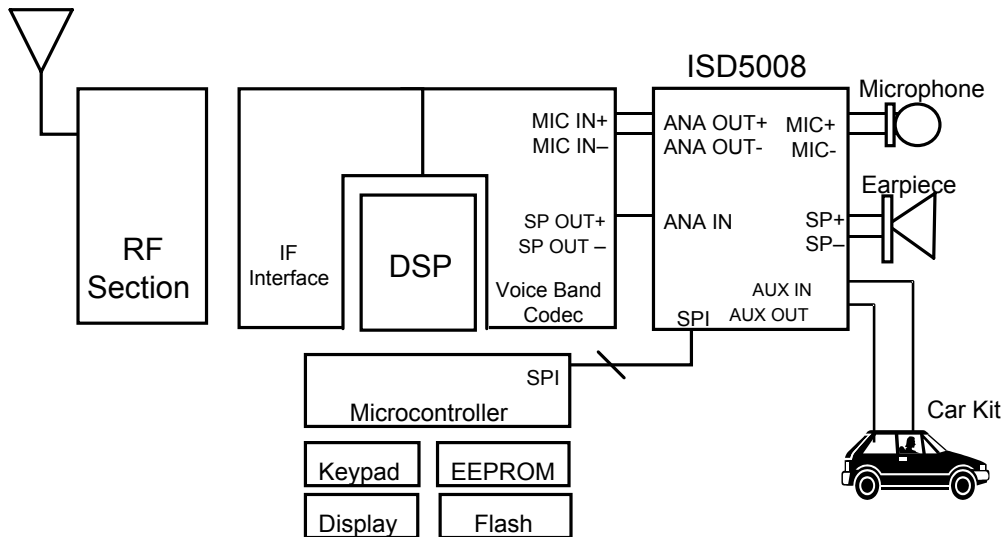 ISD5008
Microphone
MIC IN+
MIC IN–
ANA OUT+
ANA OUT-
MIC+
MIC-
Earpiece
RF
Section
IF
Interface
DSP
SP OUT+
SP OUT –
Voice Band
Codec
ANA IN
SP+
SP–
AUX IN
AUX OUT
SPI
SPI
Microcontroller
Car Kit
Keypad
EEPROM
Display
Flash